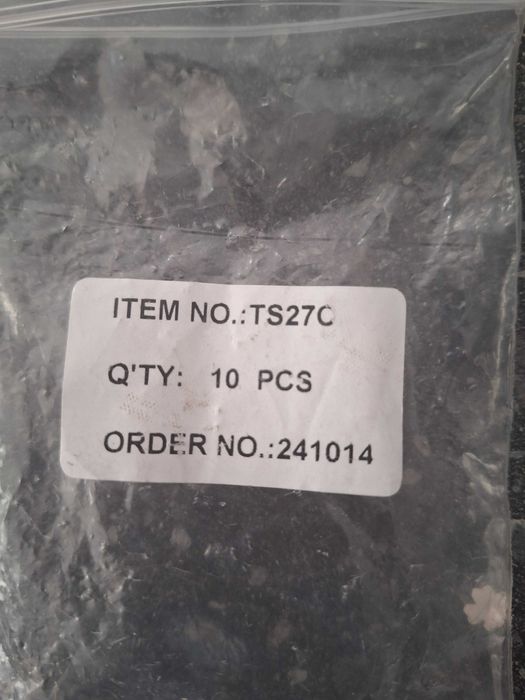 ITEM NO.:TS27C
Q'TY: 10 PCS
ORDER NO.:241014